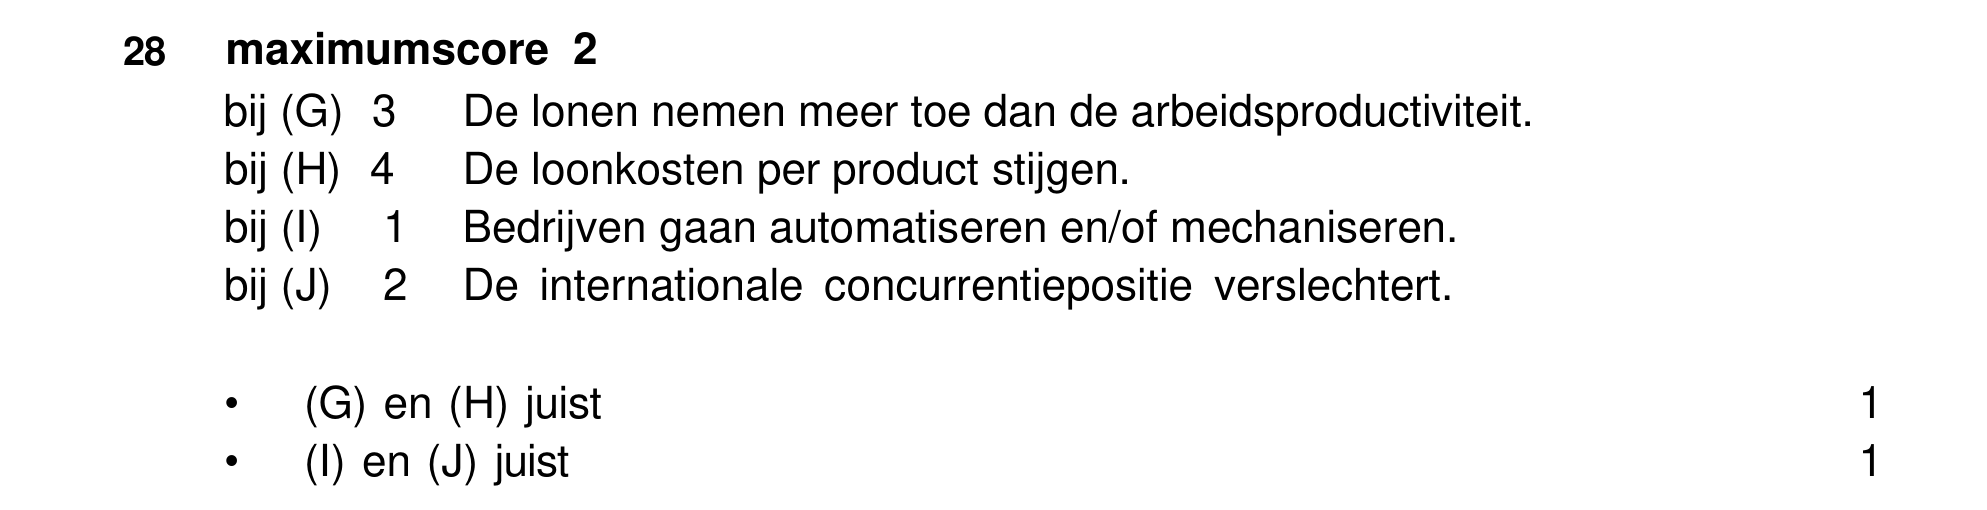 28 maximumscore 2
bij (G) 3 De lonen nemen meer toe dan de arbeidsproductiviteit.
bij (H) 4 De loonkosten per product stijgen.
bij (I) 1 Bedrijven gaan automatiseren en/of mechaniseren.
bij (J) 2 De internationale concurrentiepositie verslechtert.
• (G) en (H) juist 1
• (I) en (J) juist 1